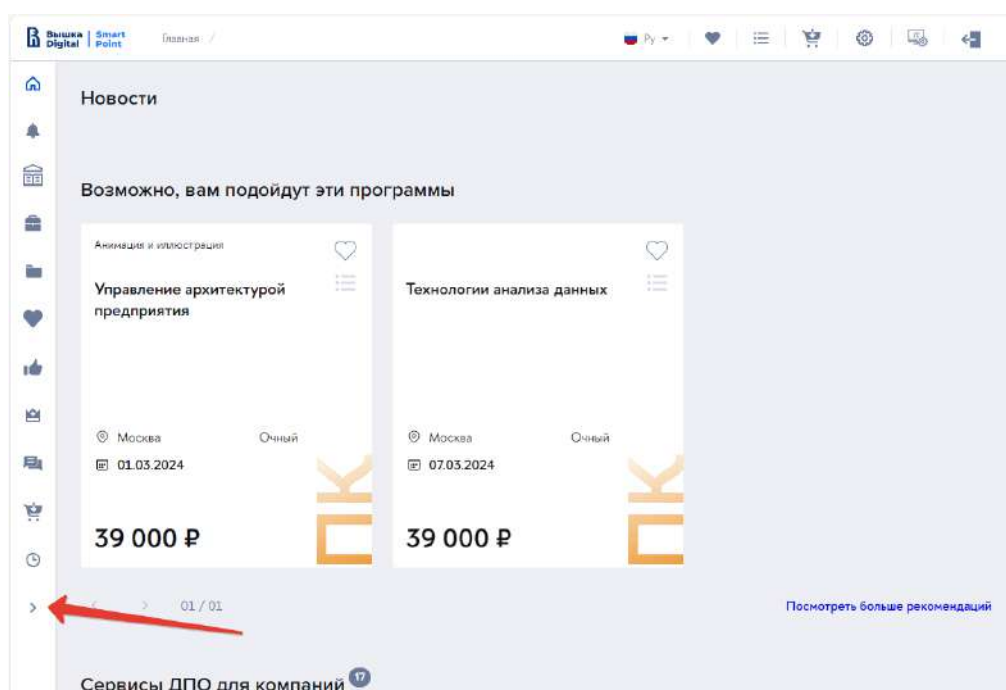 Вышка | Smart
Digital | Point
Главная /
Ру
Новости
Возможно, вам подойдут эти программы
Анимация и иллюстрация
Управление архитектурой
предприятия
Москва Очный
01.03.2024
39 000 ₽
ПК
Технологии анализа данных
Москва Очный
07.03.2024
39 000 ₽
ПК
01 / 01
Посмотреть больше рекомендаций
Сервисы ДПО для компаний 17